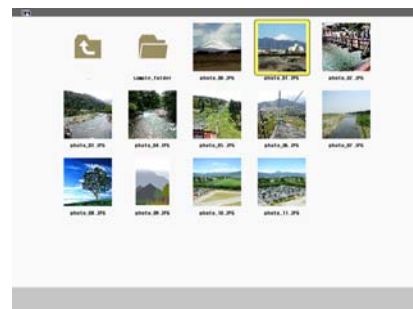 sample_folder photo_00.JPG photo_01.JPG photo_02.JPG
photo_03.JPG photo_04.JPG photo_05.JPG photo_06.JPG photo_07.JPG
photo_08.JPG photo_09.JPG photo_10.JPG photo_11.JPG